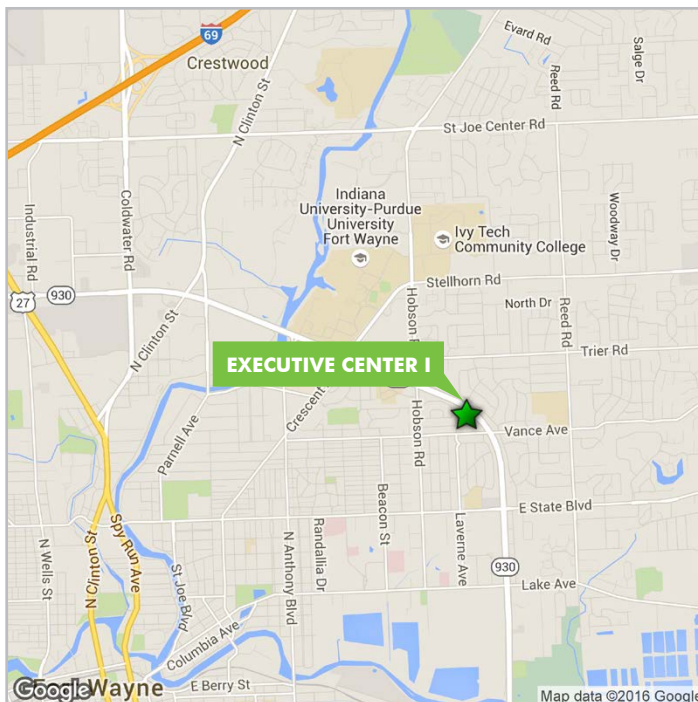 69
Crestwood
Evard Rd
Salge Dr
Reed Rd
N Clinton St
St Joe Center Rd
Coldwater Rd
Industrial Rd
Indiana
University-Purdue
University
Fort Wayne
Ivy Tech
Community College
Woodway Dr
Stellhorn Rd
27
930
North Dr
Hobson
Reed Rd
N Clinton St
Trier Rd
EXECUTIVE CENTER I
Crescent
Hobson Rd
Vance Ave
Parnell Ave
Beacon St
E State Blvd
Laverne Ave
Spy Run Ave
N Anthony Blvd
Randallia Dr
N Wells St
N Clinton St
St Joe Blvd
930
Lake Ave
Columbia Ave
Google
Wayne
E Berry St
Map data ©2016 Google